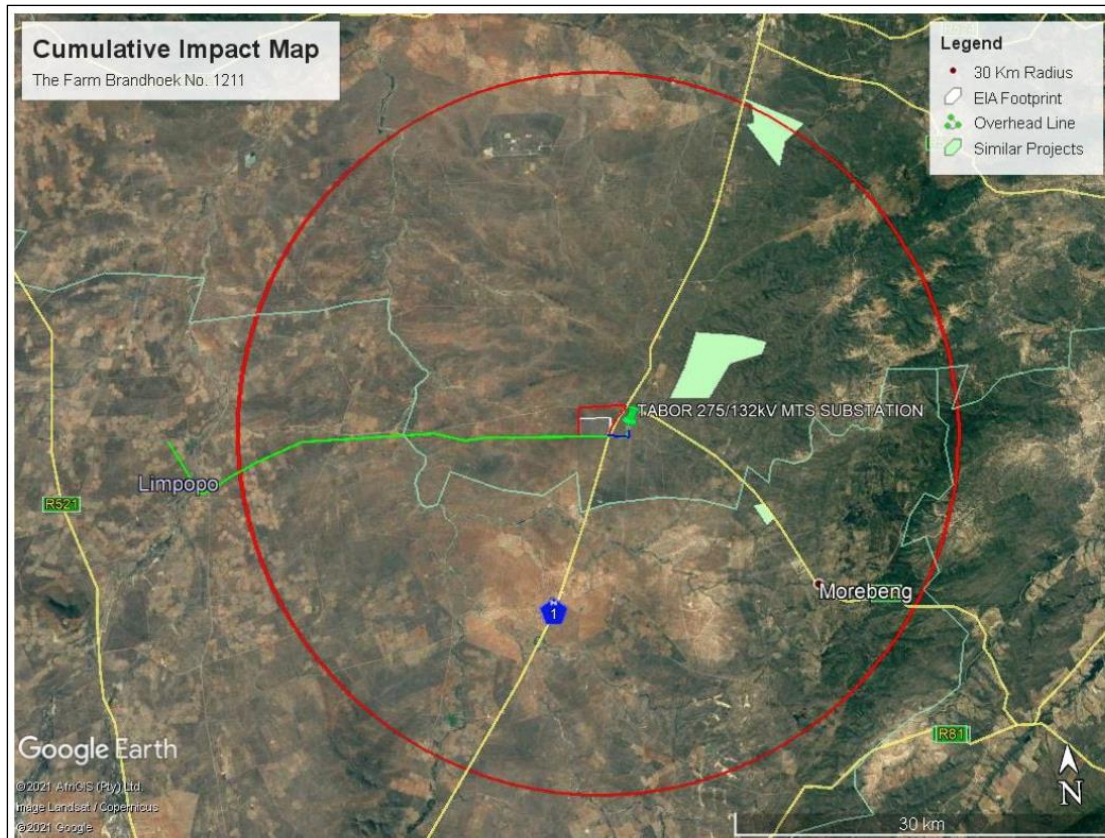 Cumulative Impact Map
The Farm Brandhoek No. 1211
Legend
30 Km Radius
EIA Footprint
Overhead Line
Similar Projects
TABOR 275/132kV MTS SUBSTATION
Limpopo
R521
Morebeng
N
1
R81
Google Earth
©2021 AfriGIS (Pty) Ltd.
Image Landsat / Copernicus
©2021 Google
N
30 km